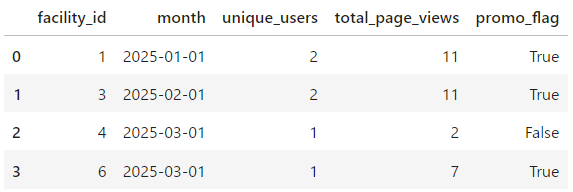 facility_id month unique_users total_page_views promo_flag
0 1 2025-01-01 2 11 True
1 3 2025-02-01 2 11 True
2 4 2025-03-01 1 2 False
3 6 2025-03-01 1 7 True